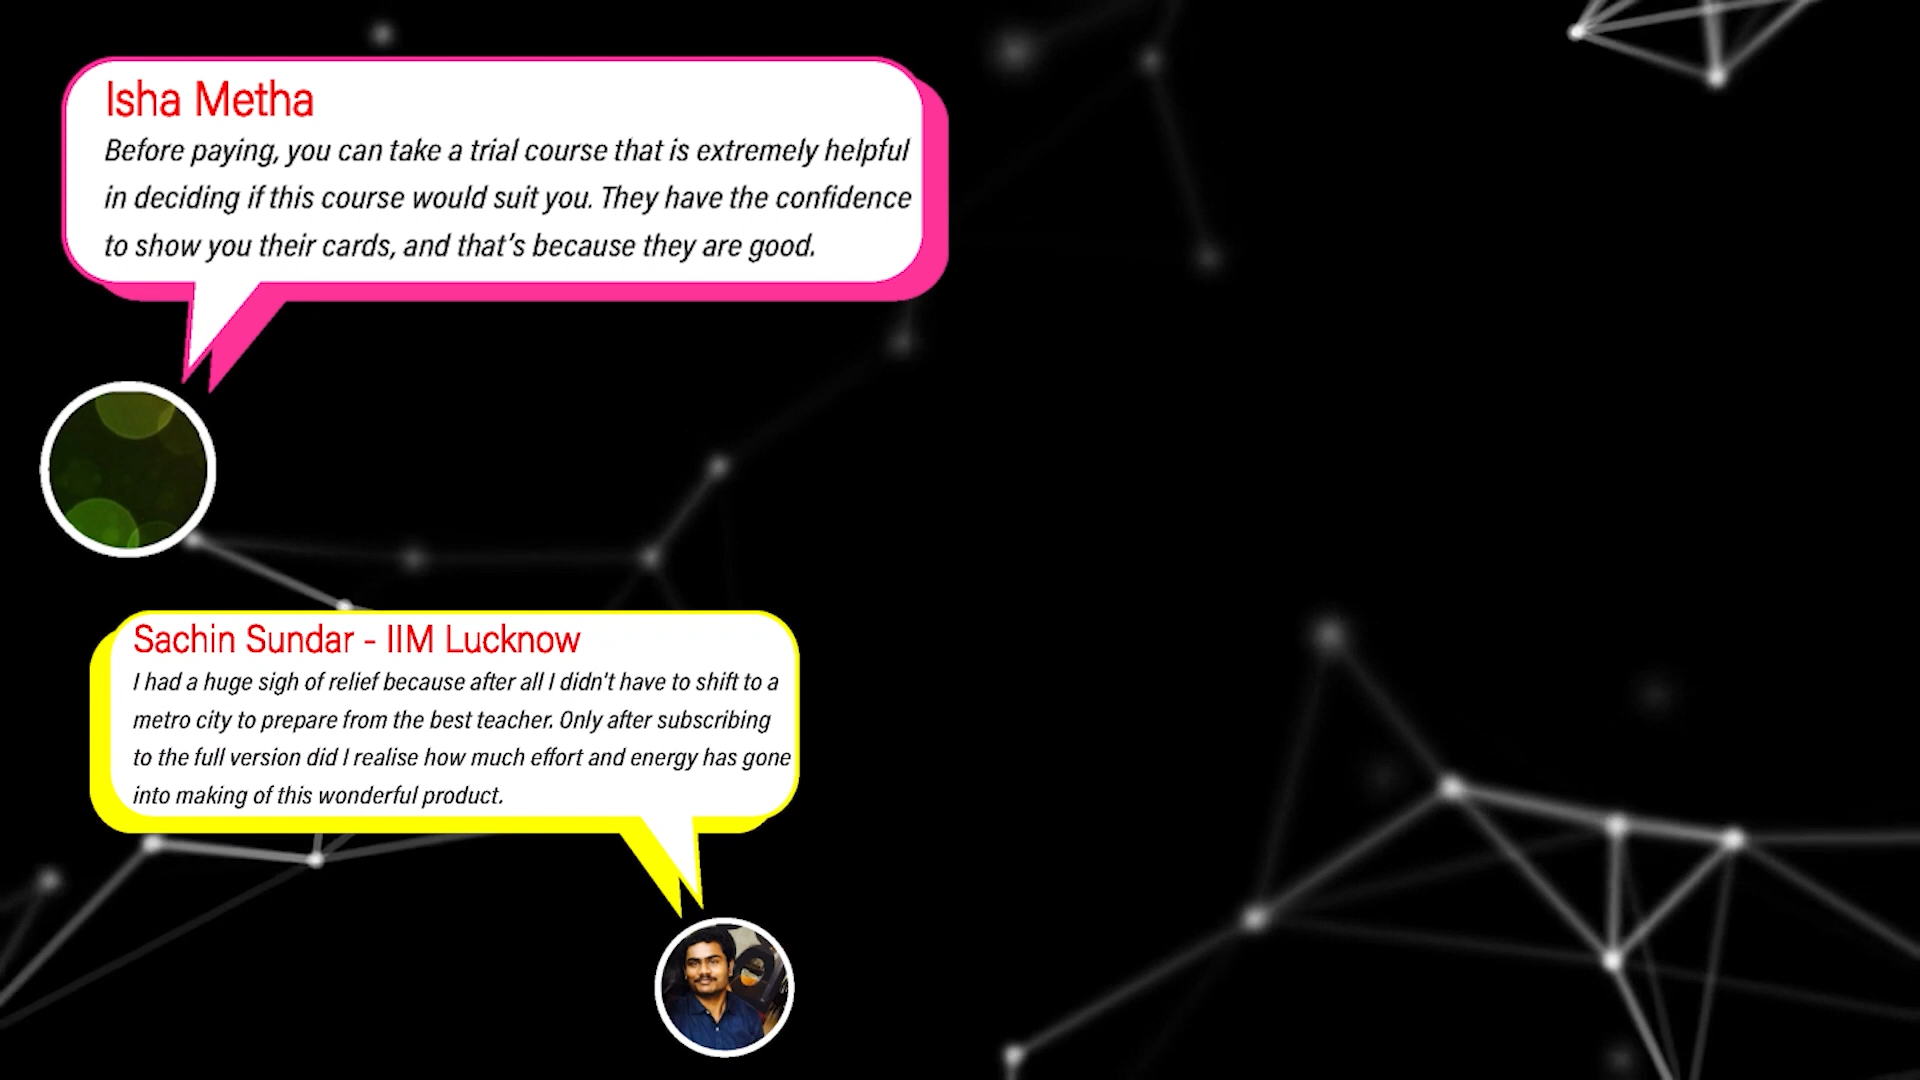 Isha Metha
Before paying, you can take a trial course that is extremely helpful
in deciding if this course would suit you. They have the confidence
to show you their cards, and that's because they are good.
Sachin Sundar - IIM Lucknow
I had a huge sigh of relief because after all I didn't have to shift to a
metro city to prepare from the best teacher. Only after subscribing
to the full version did I realise how much effort and energy has gone
into making of this wonderful product.